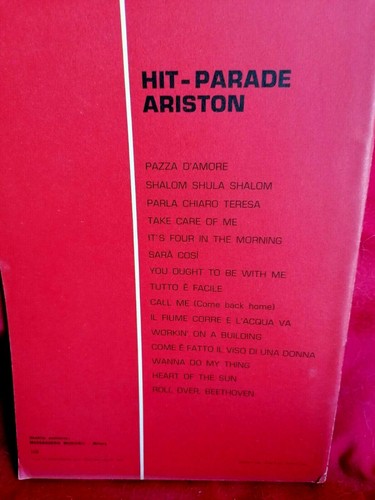 HIT - PARADE
ARISTON
PAZZA D'AMORE
SHALOM SHULA SHALOM
PARLA CHIARO TERESA
TAKE CARE OF ME
IT'S FOUR IN THE MORNING
SARÀ COSÌ
YOU OUGHT TO BE WITH ME
TUTTO È FACILE
CALL ME (Come back home)
IL FIUME CORRE E L'ACQUA VA
WORKIN' ON A BUILDING
COME È FATTO IL VISO DI UNA DONNA
WANNA DO MY THING
HEART OF THE SUN
ROLL OVER, BEETHOVEN